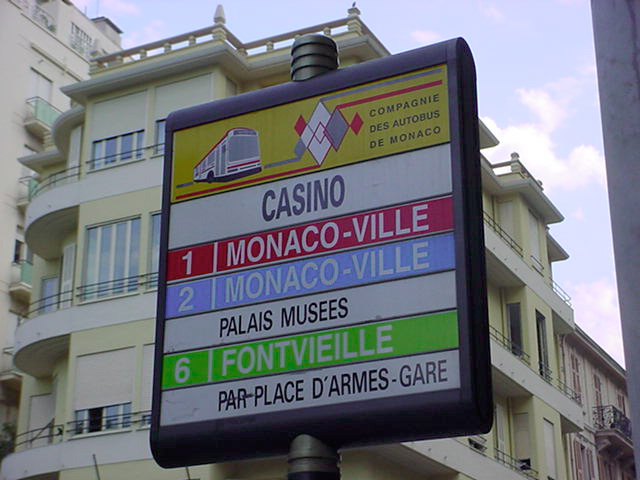 COMPAGNIE
DES AUTOBUS
DE MONACO
CASINO
1 MONACO-VILLE
2 MONACO-VILLE
PALAIS MUSEES
6 FONTVIEILLE
PAR PLACE D'ARMES-GARE